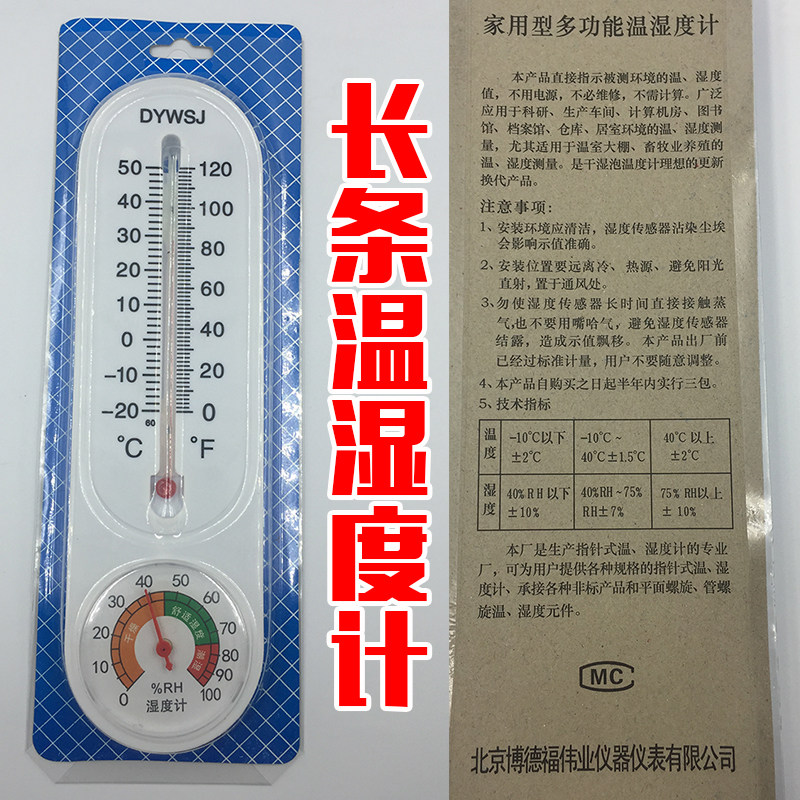 DYWSJ
50 120
40 100
30 80
20 60
10 40
0 20
-10 0
-20
60
°C °F
0 10 20 30 40 50 60 70 80 90 100
干燥 舒适湿度 潮湿
%RH
湿度计
长条温湿度计
家用型多功能温湿度计
本产品直接指示被测环境的温、湿度
值，不用电源，不必维修，不需计算。广泛
应用于科研、生产车间、计算机房、图书
馆、档案馆、仓库、居室环境的温、湿度测
量，尤其适用于温室大棚、畜牧业养殖的
温、湿度测量。是干湿泡温度计理想的更新
换代产品。
注意事项：
1、安装环境应清洁，湿度传感器沾染尘埃
会影响示值准确。
2、安装位置要远离冷、热源、避免阳光
直射，置于通风处。
3、勿使湿度传感器长时间直接接触蒸
气，也不要用嘴哈气，避免湿度传感器
结露，造成示值飘移。本产品出厂前
已经过标准计量，用户不要随意调整。
4、本产品自购买之日起半年内实行三包。
5、技术指标
温度 -10℃以下 ±2℃ -10℃~40℃±1.5℃ 40℃以上 ±2℃
湿度 40%RH以下 ±10% 40%RH~75%RH±7% 75%RH以上 ±10%
本厂是生产指针式温、湿度计的专业
厂，可为用户提供各种规格的指针式温、湿
度计、承接各种非标产品和平面螺旋、管螺
旋温、湿度元件。
MC
北京博德福伟业仪器仪表有限公司